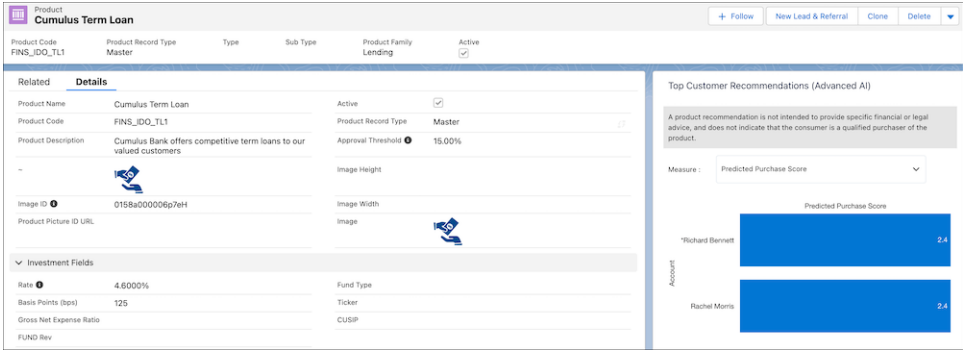 Product
Cumulus Term Loan
+ Follow
New Lead & Referral
Clone
Delete
Product Code
Product Record Type
Type
Sub Type
Product Family
Active
FINS_IDO_TL1
Master
Lending
Related
Details
Product Name
Cumulus Term Loan
Active
Product Code
FINS_IDO_TL1
Product Record Type
Master
Product Description
Cumulus Bank offers competitive term loans to our
valued customers
Approval Threshold
15.00%
Image Height
Image ID
0158a000006p7eH
Image Width
Product Picture ID URL
Image
Investment Fields
Rate
4.6000%
Fund Type
Basis Points (bps)
125
Ticker
Gross Net Expense Ratio
CUSIP
FUND Rev
Top Customer Recommendations (Advanced AI)
A product recommendation is not intended to provide specific financial or legal
advice, and does not indicate that the consumer is a qualified purchaser of the
product.
Measure :
Predicted Purchase Score
Predicted Purchase Score
Account
*Richard Bennett
2.4
Rachel Morris
2.4